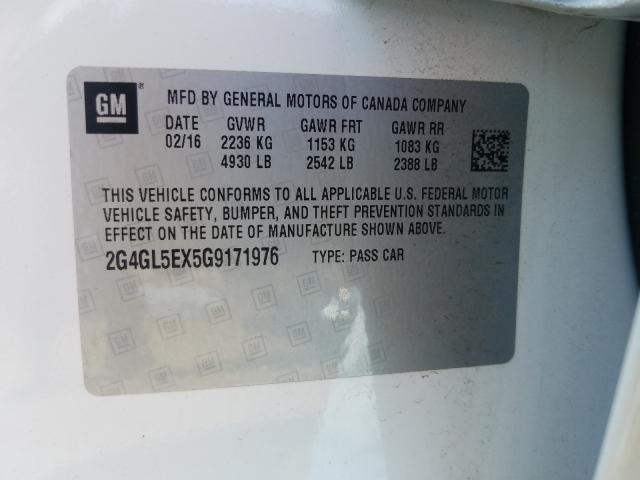 GM ®
MFD BY GENERAL MOTORS OF CANADA COMPANY
DATE GVWR GAWR FRT GAWR RR
02/16 2236 KG 1153 KG 1083 KG
4930 LB 2542 LB 2388 LB
THIS VEHICLE CONFORMS TO ALL APPLICABLE U.S. FEDERAL MOTOR
VEHICLE SAFETY, BUMPER, AND THEFT PREVENTION STANDARDS IN
EFFECT ON THE DATE OF MANUFACTURE SHOWN ABOVE.
2G4GL5EX5G9171976 TYPE: PASS CAR